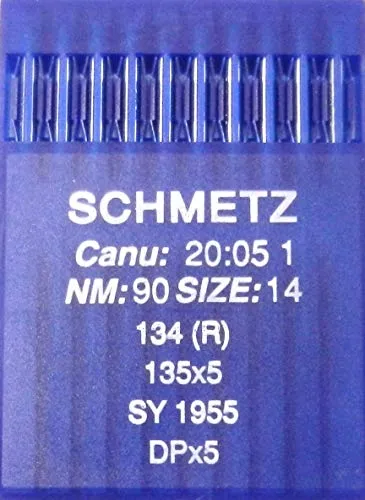 SCHMETZ
Canu: 20:05 1
NM:90 SIZE:14
134 (R)
135x5
SY 1955
DPx5